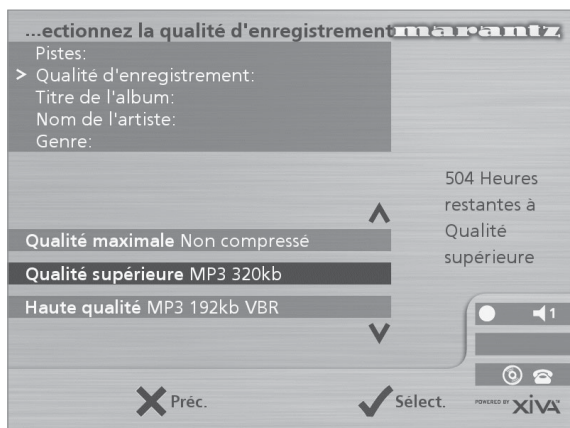 ...ectionnez la qualité d'enregistrement marantz
Pistes:
> Qualité d'enregistrement:
Titre de l'album:
Nom de l'artiste:
Genre:
504 Heures
restantes à
Qualité
supérieure
Qualité maximale Non compressé
Qualité supérieure MP3 320kb
Haute qualité MP3 192kb VBR
1
Préc.
Sélect.
POWERED BY XiVA